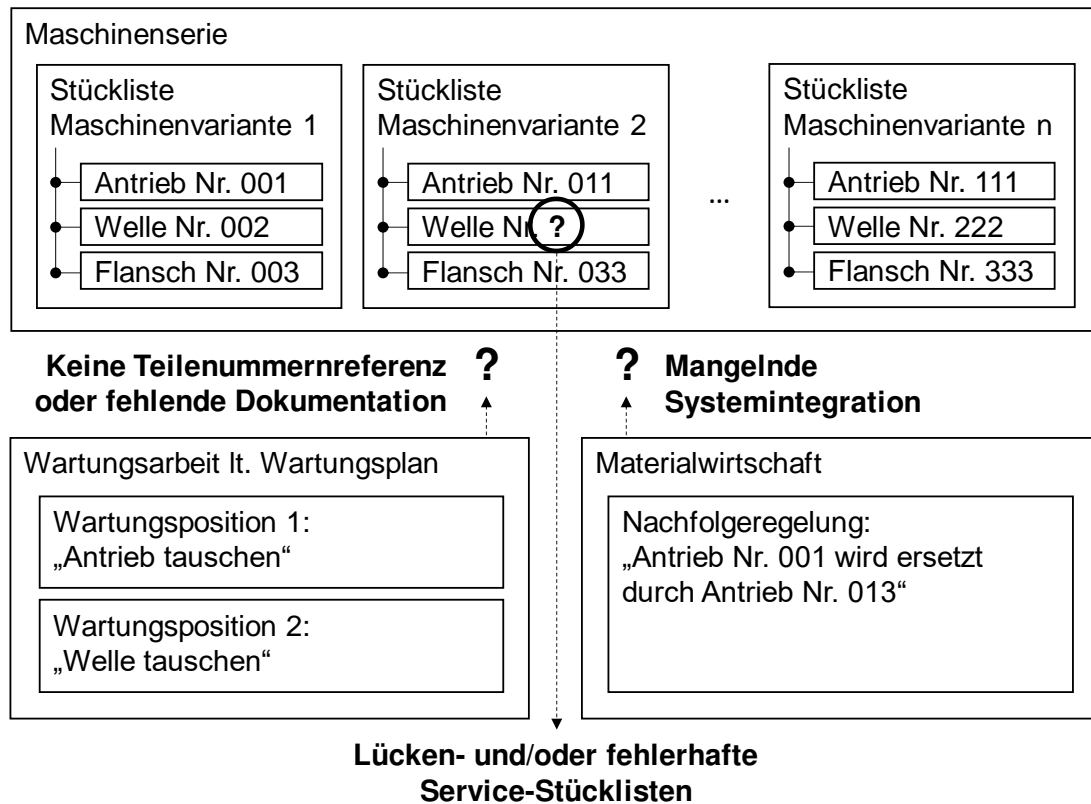 Maschinenserie
Stückliste
Maschinenvariante 1
Antrieb Nr. 001
Welle Nr. 002
Flansch Nr. 003
Stückliste
Maschinenvariante 2
Antrieb Nr. 011
Welle Nr. ?
Flansch Nr. 033
...
Stückliste
Maschinenvariante n
Antrieb Nr. 111
Welle Nr. 222
Flansch Nr. 333
Keine Teilenummernreferenz
oder fehlende Dokumentation
?
?
Mangelnde
Systemintegration
Wartungsarbeit lt. Wartungsplan
Wartungsposition 1:
„Antrieb tauschen“
Wartungsposition 2:
„Welle tauschen“
Materialwirtschaft
Nachfolgeregelung:
„Antrieb Nr. 001 wird ersetzt
durch Antrieb Nr. 013“
Lücken- und/oder fehlerhafte
Service-Stücklisten